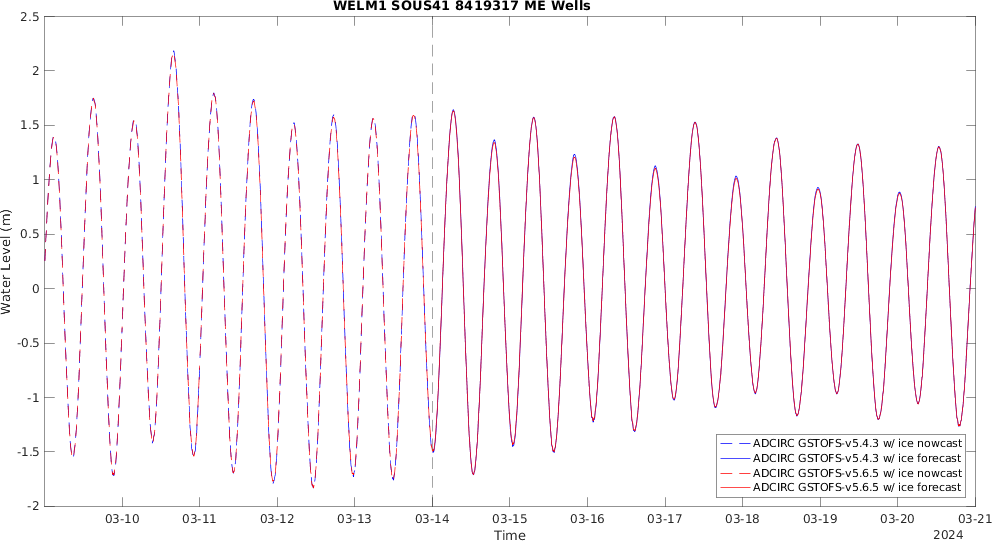 WELM1 SOUS41 8419317 ME Wells
2.5
2
1.5
1
0.5
0
-0.5
-1
-1.5
-2
Water Level (m)
ADCIRC GSTOFS-v5.4.3 w/ ice nowcast
ADCIRC GSTOFS-v5.4.3 w/ ice forecast
ADCIRC GSTOFS-v5.6.5 w/ ice nowcast
ADCIRC GSTOFS-v5.6.5 w/ ice forecast
03-10 03-11 03-12 03-13 03-14 03-15 03-16 03-17 03-18 03-19 03-20 03-21
Time
2024